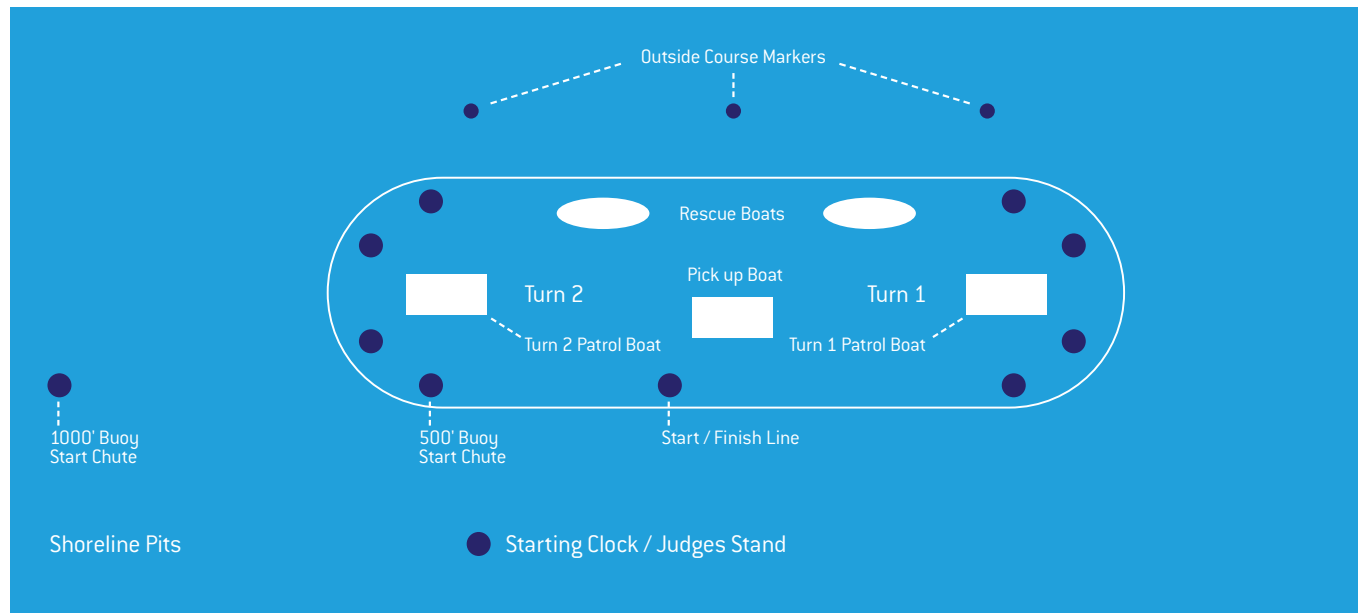 Outside Course Markers
Rescue Boats
Pick up Boat
Turn 2
Turn 1
Turn 2 Patrol Boat
Turn 1 Patrol Boat
1000' Buoy
Start Chute
500' Buoy
Start Chute
Start / Finish Line
Shoreline Pits
Starting Clock / Judges Stand